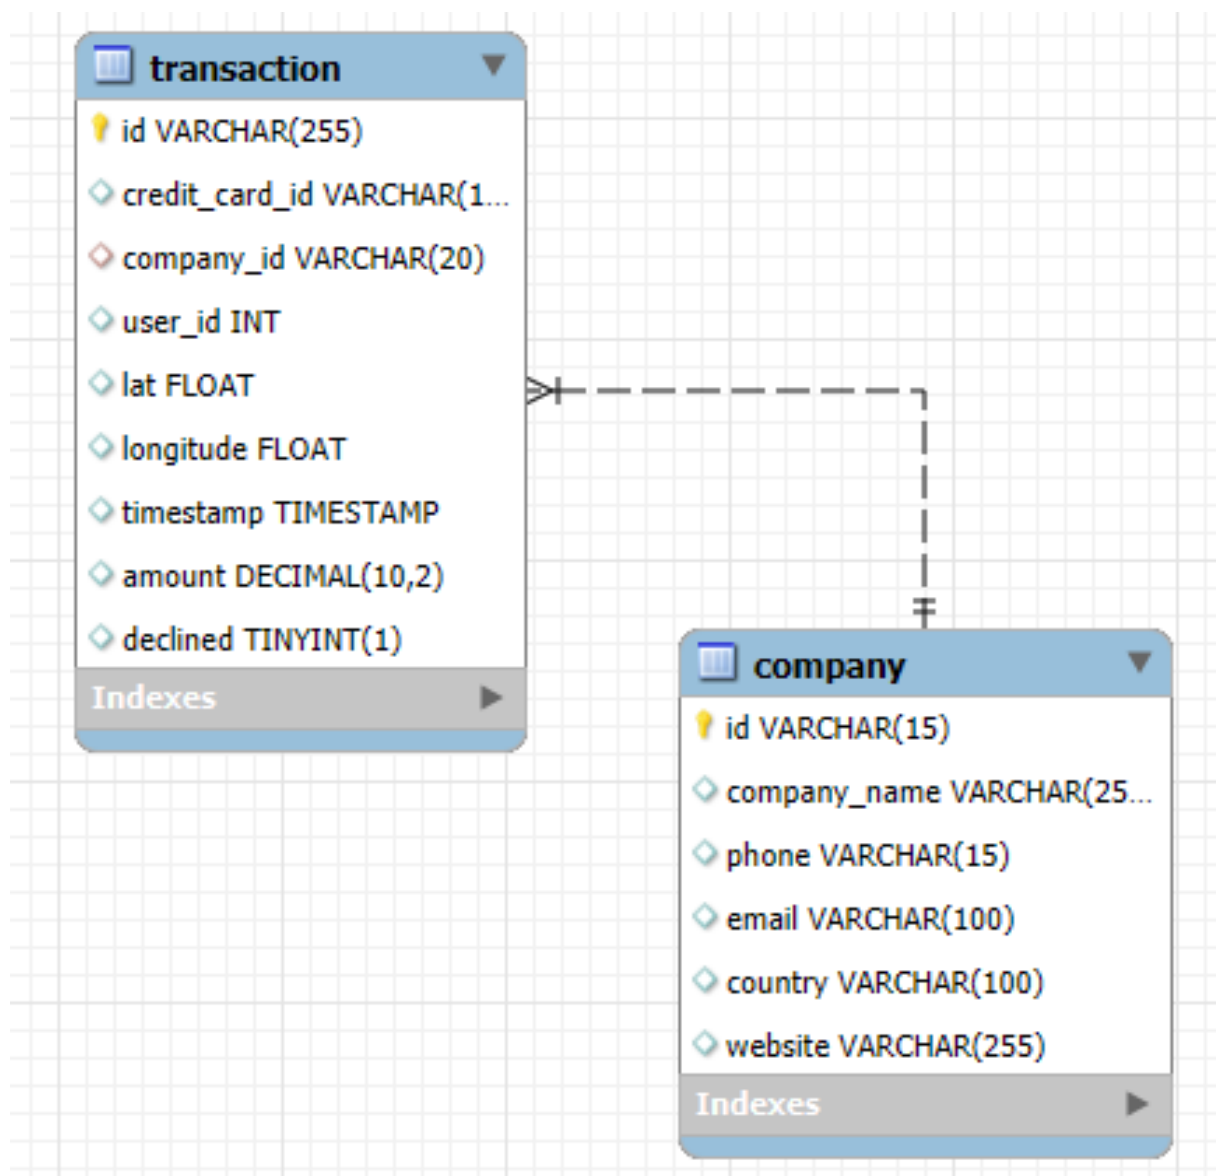 transaction
id VARCHAR(255)
credit_card_id VARCHAR(1...
company_id VARCHAR(20)
user_id INT
lat FLOAT
longitude FLOAT
timestamp TIMESTAMP
amount DECIMAL(10,2)
declined TINYINT(1)
Indexes
company
id VARCHAR(15)
company_name VARCHAR(25...
phone VARCHAR(15)
email VARCHAR(100)
country VARCHAR(100)
website VARCHAR(255)
Indexes